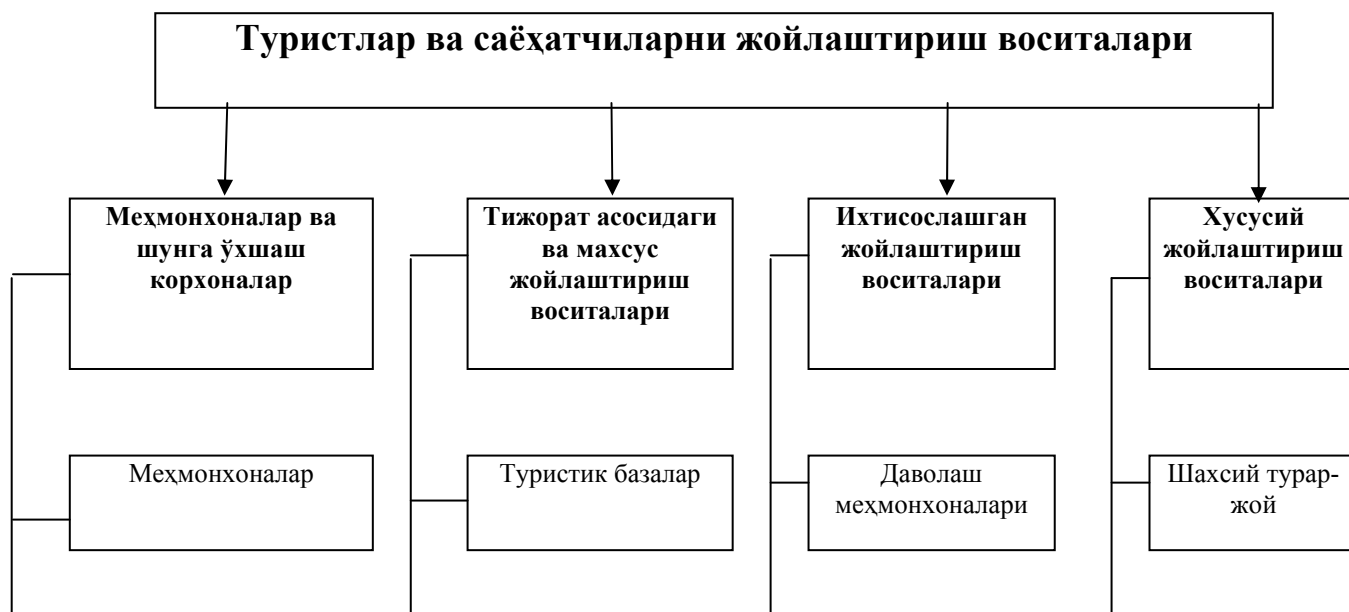 Туристлар ва саёҳатчиларни жойлаштириш воситалари
Меҳмонхоналар ва
шунга ўхшаш
корхоналар
Тижорат асосидаги
ва махсус
жойлаштириш
воситалари
Ихтисослашган
жойлаштириш
воситалари
Хусусий
жойлаштириш
воситалари
Меҳмонхоналар
Туристик базалар
Даволаш
меҳмонхоналари
Шахсий турар-
жой